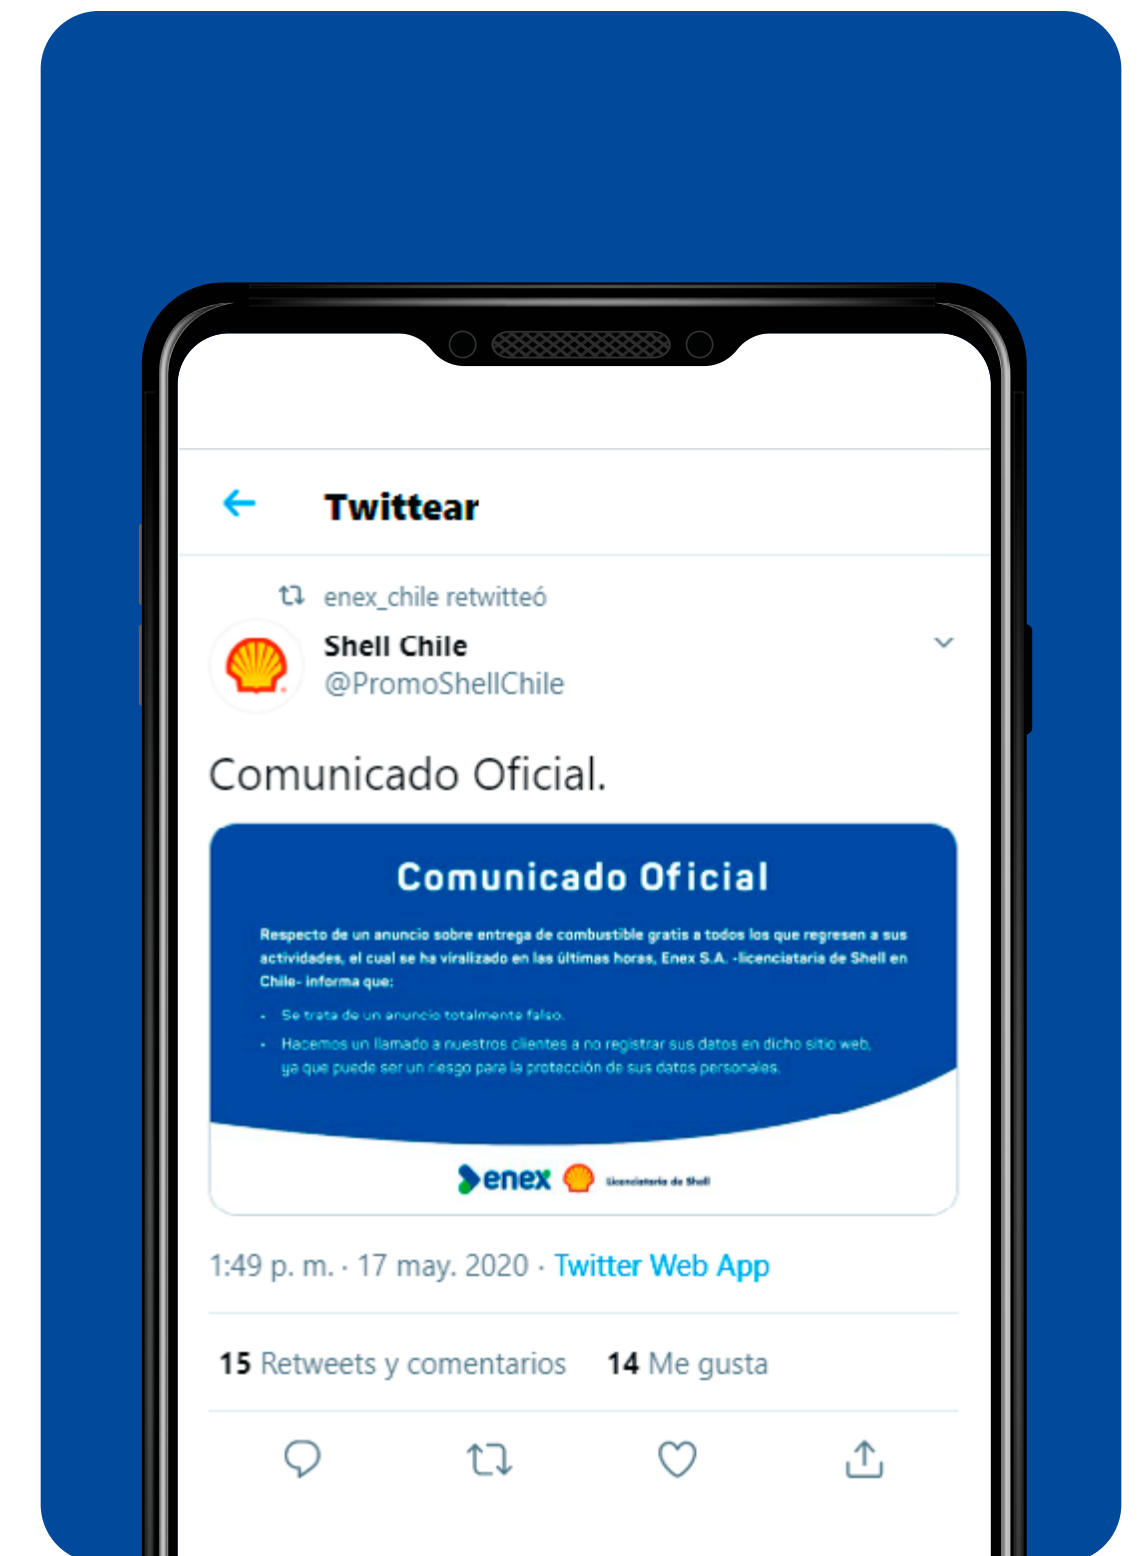 Twittear
enex_chile retwitteó
Shell Chile
@PromoShellChile
Comunicado Oficial.
Comunicado Oficial
Respecto de un anuncio sobre entrega de combustible gratis a todos los que regresen a sus
actividades, el cual se ha viralizado en las últimas horas, Enex S.A. -licenciataria de Shell en
Chile- informa que:
- Se trata de un anuncio totalmente falso.
- Hacemos un llamado a nuestros clientes a no registrar sus datos en dicho sitio web,
ya que puede ser un riesgo para la protección de sus datos personales.
enex Licenciataria de Shell
1:49 p. m. · 17 may. 2020 · Twitter Web App
15 Retweets y comentarios 14 Me gusta